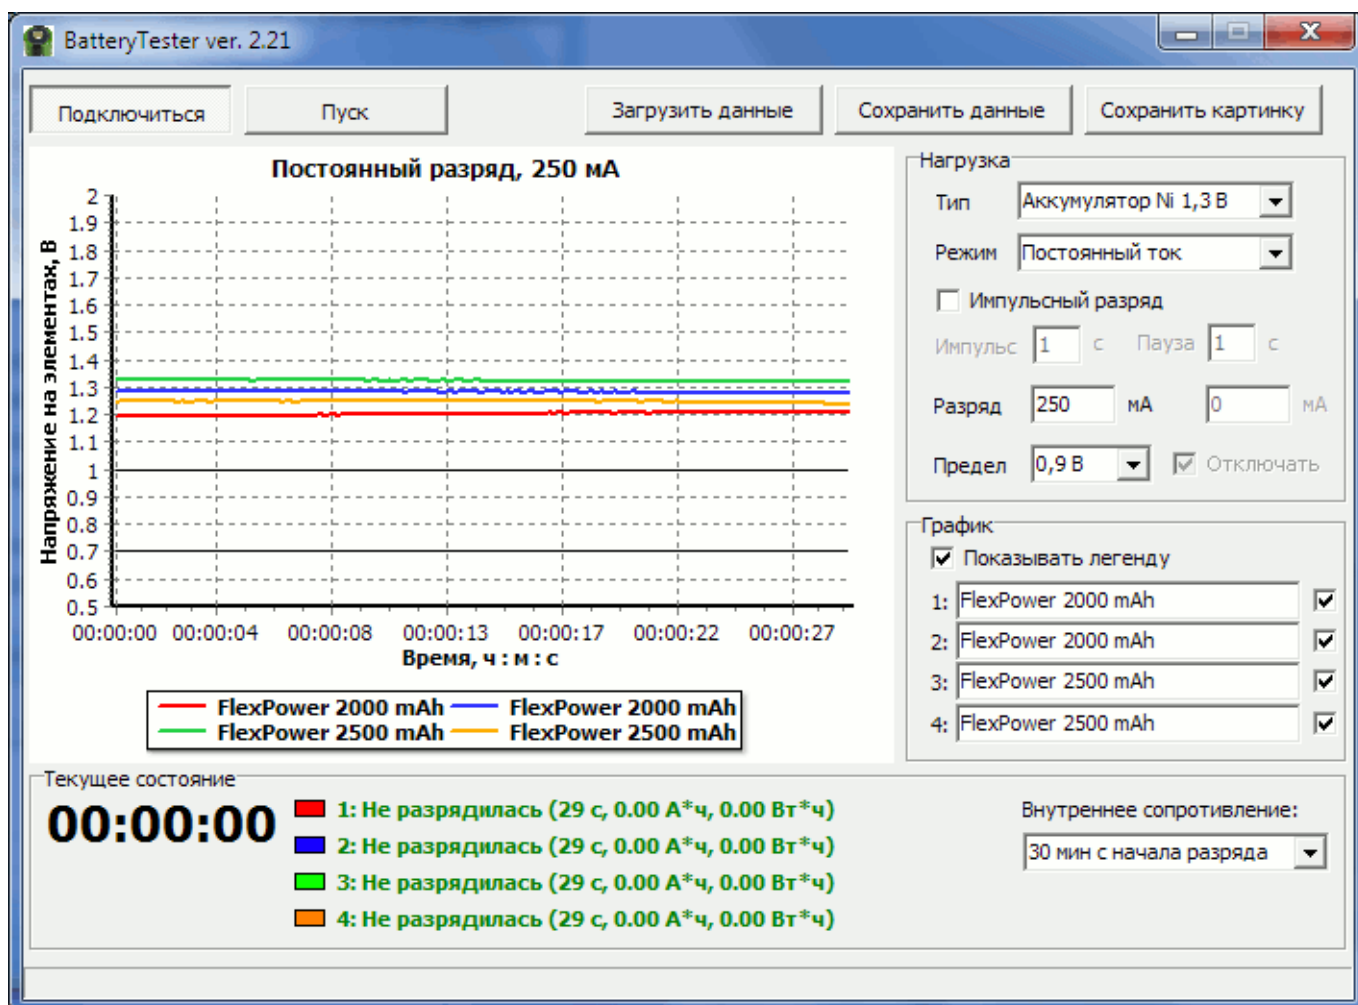 BatteryTester ver. 2.21
Подключиться
Пуск
Загрузить данные
Сохранить данные
Сохранить картинку
Постоянный разряд, 250 мА
Напряжение на элементах, В
2
1.9
1.8
1.7
1.6
1.5
1.4
1.3
1.2
1.1
1
0.9
0.8
0.7
0.6
0.5
00:00:00 00:00:04 00:00:08 00:00:13 00:00:17 00:00:22 00:00:27
Время, ч : м : с
FlexPower 2000 mAh FlexPower 2000 mAh
FlexPower 2500 mAh FlexPower 2500 mAh
Нагрузка
Тип Аккумулятор Ni 1,3 В
Режим Постоянный ток
Импульсный разряд
Импульс 1 с Пауза 1 с
Разряд 250 мА 0 мА
Предел 0,9 В Отключать
График
Показывать легенду
1: FlexPower 2000 mAh
2: FlexPower 2000 mAh
3: FlexPower 2500 mAh
4: FlexPower 2500 mAh
Текущее состояние
00:00:00
1: Не разрядилась (29 с, 0.00 А*ч, 0.00 Вт*ч)
2: Не разрядилась (29 с, 0.00 А*ч, 0.00 Вт*ч)
3: Не разрядилась (29 с, 0.00 А*ч, 0.00 Вт*ч)
4: Не разрядилась (29 с, 0.00 А*ч, 0.00 Вт*ч)
Внутреннее сопротивление:
30 мин с начала разряда